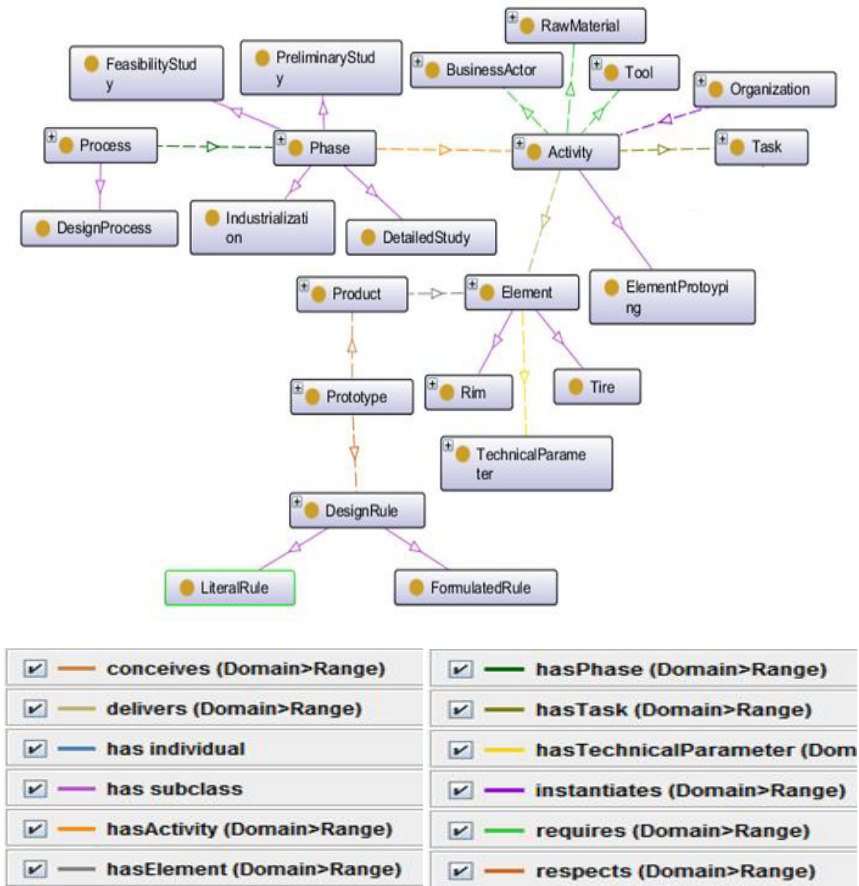 RawMaterial
FeasibilityStud
y
PreliminaryStud
y
BusinessActor
Tool
Organization
Process
Phase
Activity
Task
DesignProcess
Industrializati
on
DetailedStudy
Product
Element
ElementProtoypi
ng
Prototype
Rim
Tire
TechnicalParame
ter
DesignRule
LiteralRule
FormulatedRule
conceives (Domain>Range)
delivers (Domain>Range)
has individual
has subclass
hasActivity (Domain>Range)
hasElement (Domain>Range)
hasPhase (Domain>Range)
hasTask (Domain>Range)
hasTechnicalParameter (Dom
instantiates (Domain>Range)
requires (Domain>Range)
respects (Domain>Range)